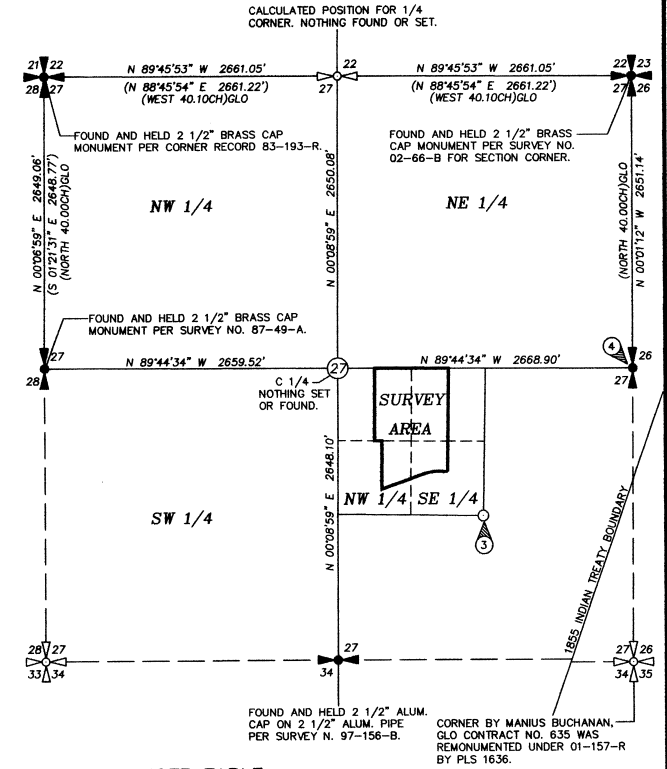 CALCULATED POSITION FOR 1/4
CORNER. NOTHING FOUND OR SET.
21 22
28 27
N 89°45'53" W 2661.05'
(N 88°45'54" E 2661.22')
(WEST 40.10CH)GLO
22
27
N 89°45'53" W 2661.05'
(N 88°45'54" E 2661.22')
(WEST 40.10CH)GLO
22 23
27 26
FOUND AND HELD 2 1/2" BRASS CAP
MONUMENT PER CORNER RECORD 83-193-R.
FOUND AND HELD 2 1/2" BRASS
CAP MONUMENT PER SURVEY NO.
02-66-B FOR SECTION CORNER.
N 00°06'59" E 2649.06'
(S 01°21'31" E 2648.77')
(NORTH 40.00CH)GLO
NW 1/4
N 00°08'59" E 2650.08'
NE 1/4
(NORTH 40.00CH)GLO
N 00°01'12" W 2651.14'
FOUND AND HELD 2 1/2" BRASS CAP
MONUMENT PER SURVEY NO. 87-49-A.
27
28
N 89°44'34" W 2659.52'
27
N 89°44'34" W 2668.90'
4
26
27
C 1/4
NOTHING SET
OR FOUND.
SURVEY
AREA
N 00°08'59" E 2648.10'
NW 1/4 SE 1/4
SW 1/4
3
1855 INDIAN TREATY BOUNDARY
28 27
33 34
27
34
27 26
34 35
FOUND AND HELD 2 1/2" ALUM.
CAP ON 2 1/2" ALUM. PIPE
PER SURVEY N. 97-156-B.
CORNER BY MANIUS BUCHANAN,
GLO CONTRACT NO. 635 WAS
REMONUMENTED UNDER 01-157-R
BY PLS 1636.